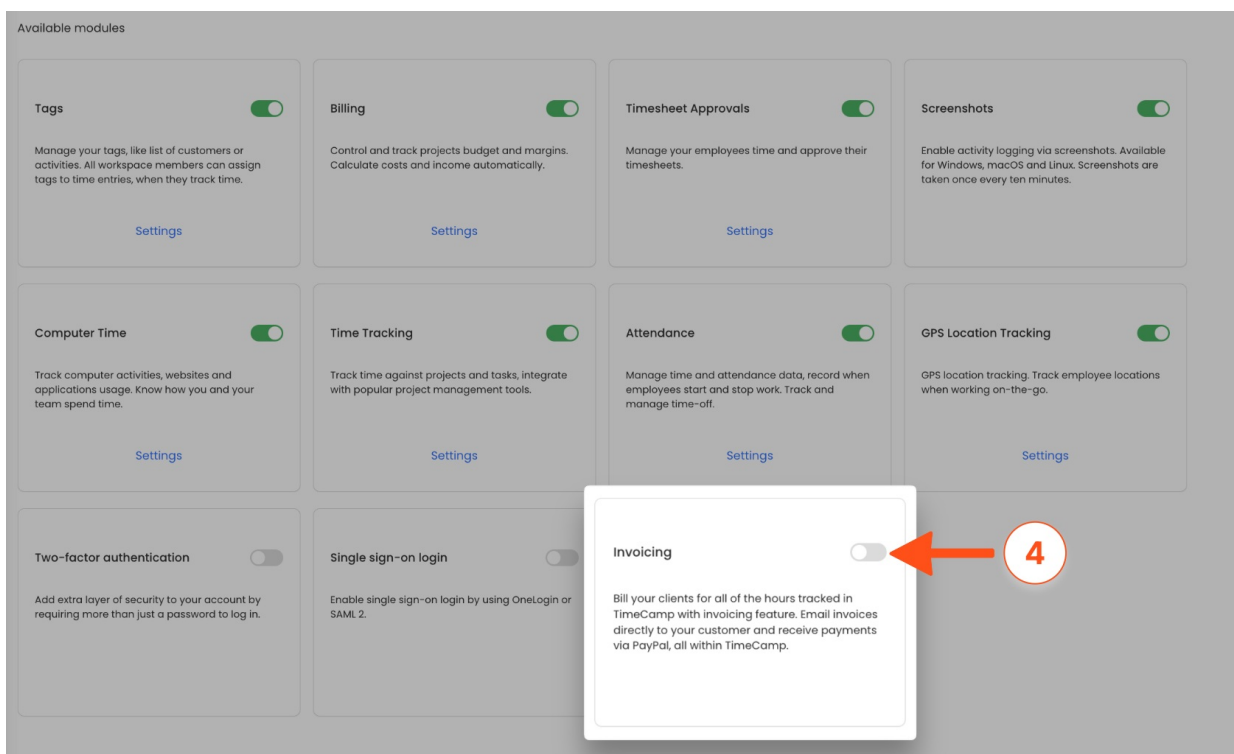 Available modules
Tags
Manage your tags, like list of customers or
activities. All workspace members can assign
tags to time entries, when they track time.
Settings
Billing
Control and track projects budget and margins.
Calculate costs and income automatically.
Settings
Timesheet Approvals
Manage your employees time and approve their
timesheets.
Settings
Screenshots
Enable activity logging via screenshots. Available
for Windows, macOS and Linux. Screenshots are
taken once every ten minutes.
Computer Time
Track computer activities, websites and
applications usage. Know how you and your
team spend time.
Settings
Time Tracking
Track time against projects and tasks, integrate
with popular project management tools.
Settings
Attendance
Manage time and attendance data, record when
employees start and stop work. Track and
manage time-off.
Settings
GPS Location Tracking
GPS location tracking. Track employee locations
when working on-the-go.
Settings
Two-factor authentication
Add extra layer of security to your account by
requiring more than just a password to log in.
Single sign-on login
Enable single sign-on login by using OneLogin or
SAML 2.
Invoicing
Bill your clients for all of the hours tracked in
TimeCamp with invoicing feature. Email invoices
directly to your customer and receive payments
via PayPal, all within TimeCamp.
4